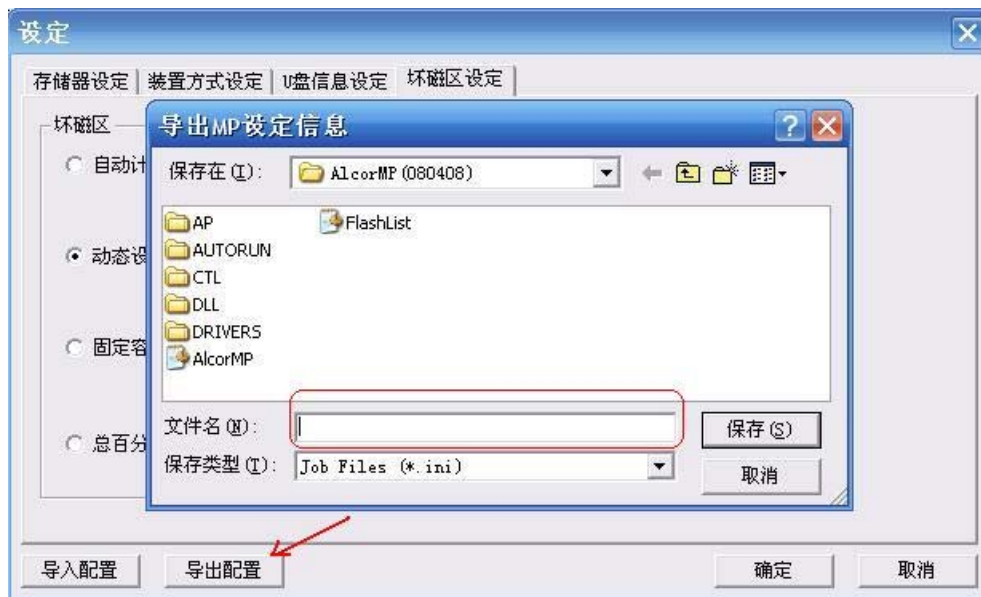 设定
存储器设定 装置方式设定 U盘信息设定 坏磁区设定
坏磁区
自动计
动态设
固定容
总百分
导出MP设定信息
保存在(I):
AlcorMP(080408)
AP
AUTORUN
CTL
DLL
DRIVERS
AlcorMP
FlashList
文件名(N):
保存(S)
保存类型(T):
Job Files (*.ini)
取消
导入配置 导出配置 确定 取消